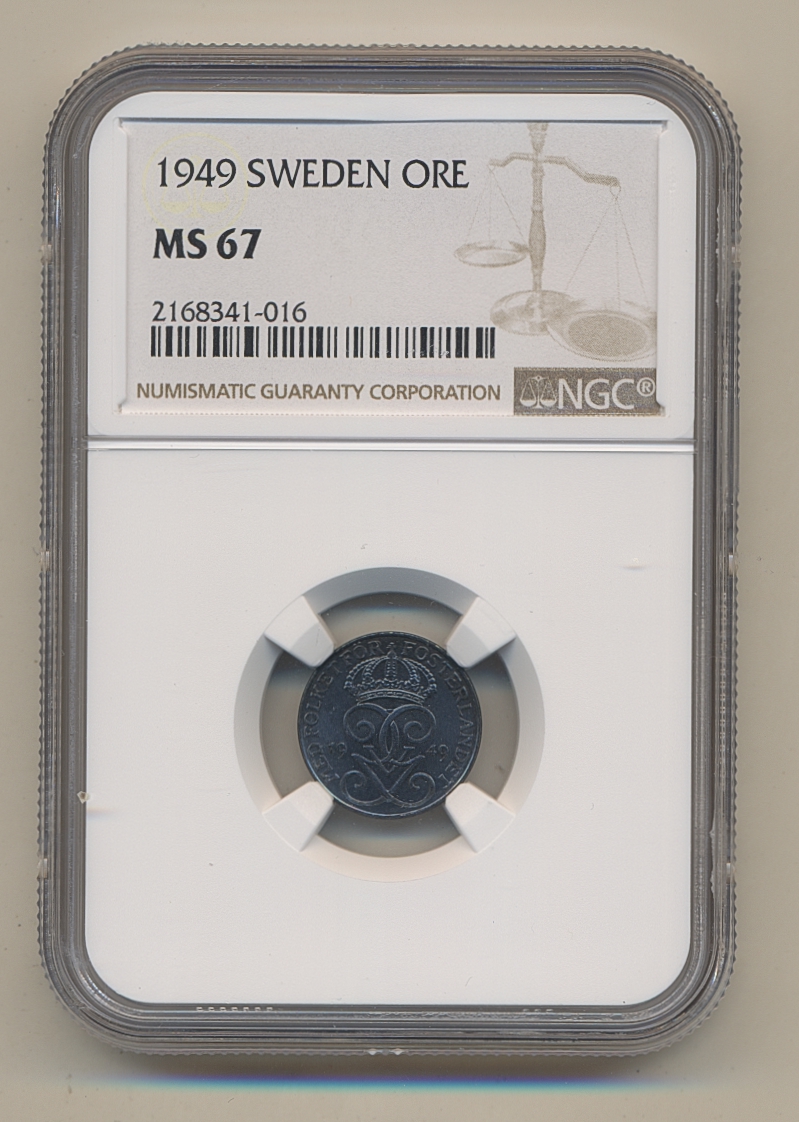 1949 SWEDEN ORE
MS 67
2168341-016
NUMISMATIC GUARANTY CORPORATION
NGC®
MED FOLKET FÖR FOSTERLANDET
19 49